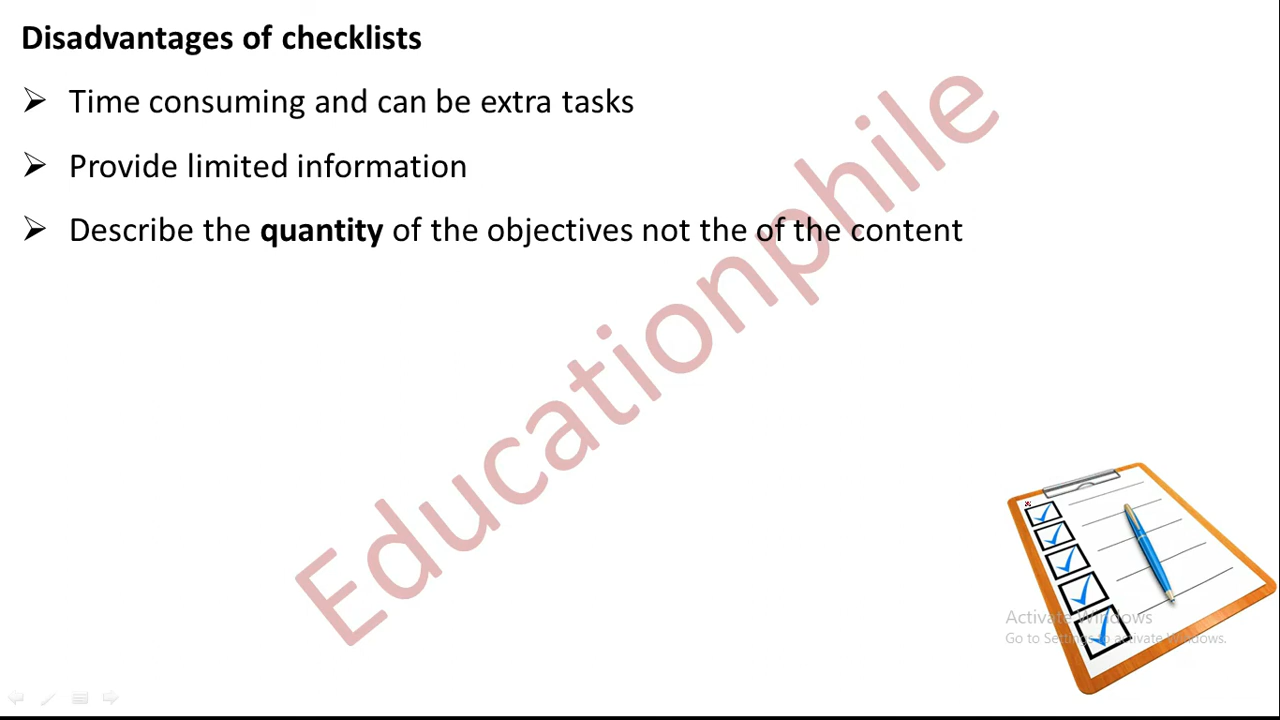 Disadvantages of checklists
Time consuming and can be extra tasks
Provide limited information
Describe the quantity of the objectives not the of the content
Educationphile
Activate Windows
Go to Settings to activate Windows.